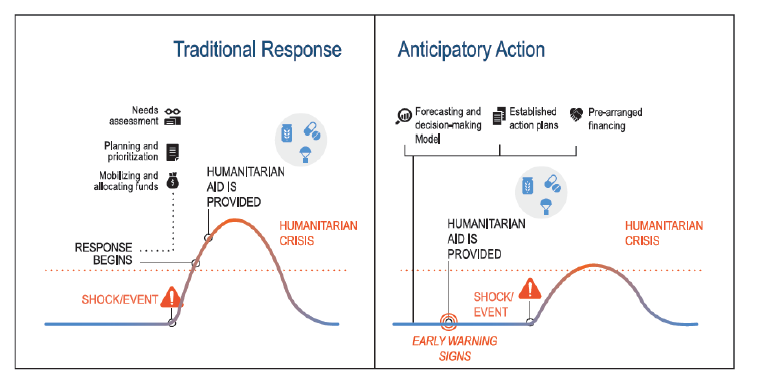 Traditional Response
Needs
assessment
Planning and
prioritization
Mobilizing and
allocating funds
HUMANITARIAN
AID IS
PROVIDED
HUMANITARIAN
CRISIS
RESPONSE
BEGINS
SHOCK/EVENT
Anticipatory Action
Forecasting and
decision-making
Model
Established
action plans
Pre-arranged
financing
HUMANITARIAN
AID IS
PROVIDED
HUMANITARIAN
CRISIS
SHOCK/
EVENT
EARLY WARNING
SIGNS